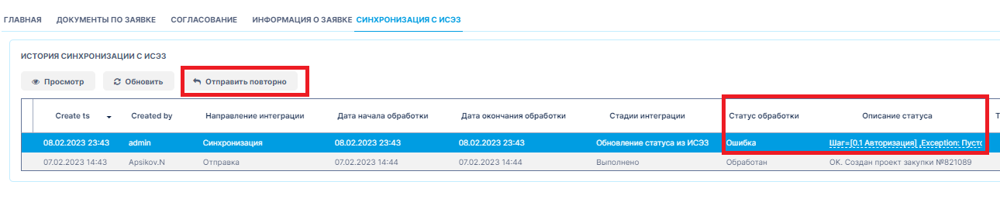 ГЛАВНАЯ ДОКУМЕНТЫ ПО ЗАЯВКЕ СОГЛАСОВАНИЕ ИНФОРМАЦИЯ О ЗАЯВКЕ СИНХРОНИЗАЦИЯ С ИСЭЗ
ИСТОРИЯ СИНХРОНИЗАЦИИ С ИСЭЗ
Просмотр Обновить Отправить повторно
Create ts Created by Направление интеграции Дата начала обработки Дата окончания обработки Стадии интеграции Статус обработки Описание статуса Т
08.02.2023 23:43 admin Синхронизация 08.02.2023 23:43 08.02.2023 23:43 Обновление статуса из ИСЭЗ Ошибка Шаг=[0.1 Авторизация] ,Exception: Пусто
07.02.2023 14:43 Apsikov.N Отправка 07.02.2023 14:44 07.02.2023 14:44 Выполнено Обработан ОК. Создан проект закупки №821089